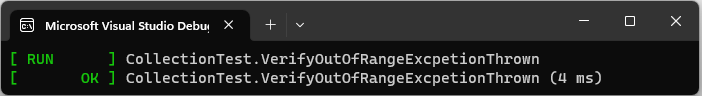 Microsoft Visual Studio Debug
[ RUN      ] CollectionTest.VerifyOutOfRangeExcpetionThrown
[       OK ] CollectionTest.VerifyOutOfRangeExcpetionThrown (4 ms)